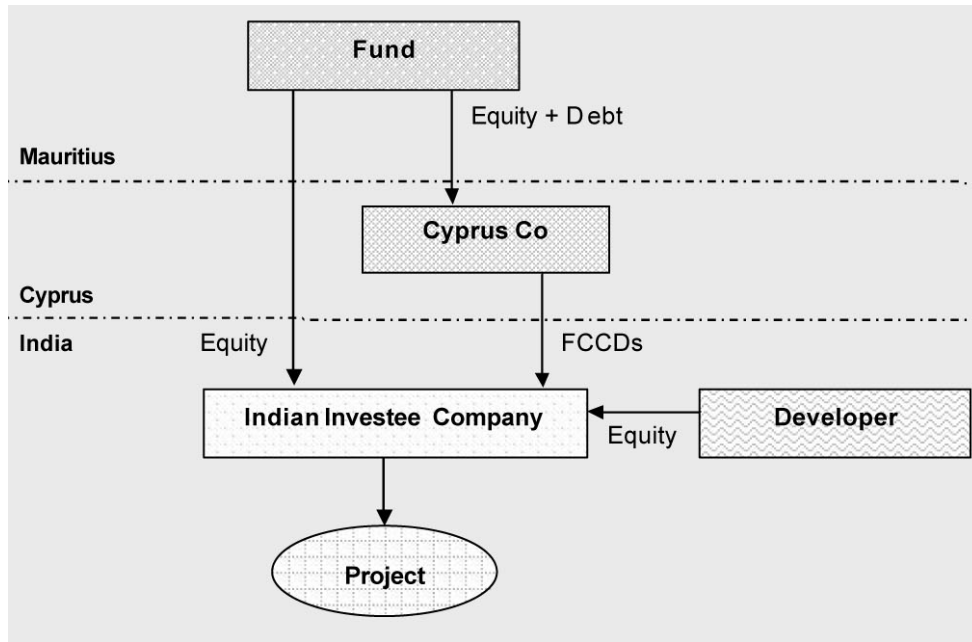 Fund
Equity + Debt
Mauritius
Cyprus Co
Cyprus
India
Equity
FCCDs
Indian Investee Company
Equity
Developer
Project